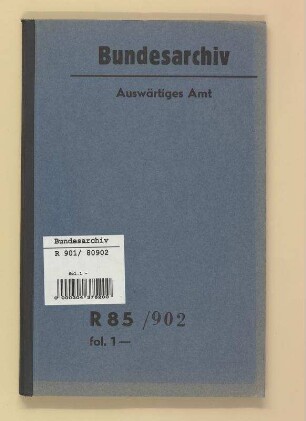 Bundesarchiv
Auswärtiges Amt
Bundesarchiv
R 901/ 80902
fol.1 -
R 85 /902
fol. 1 —